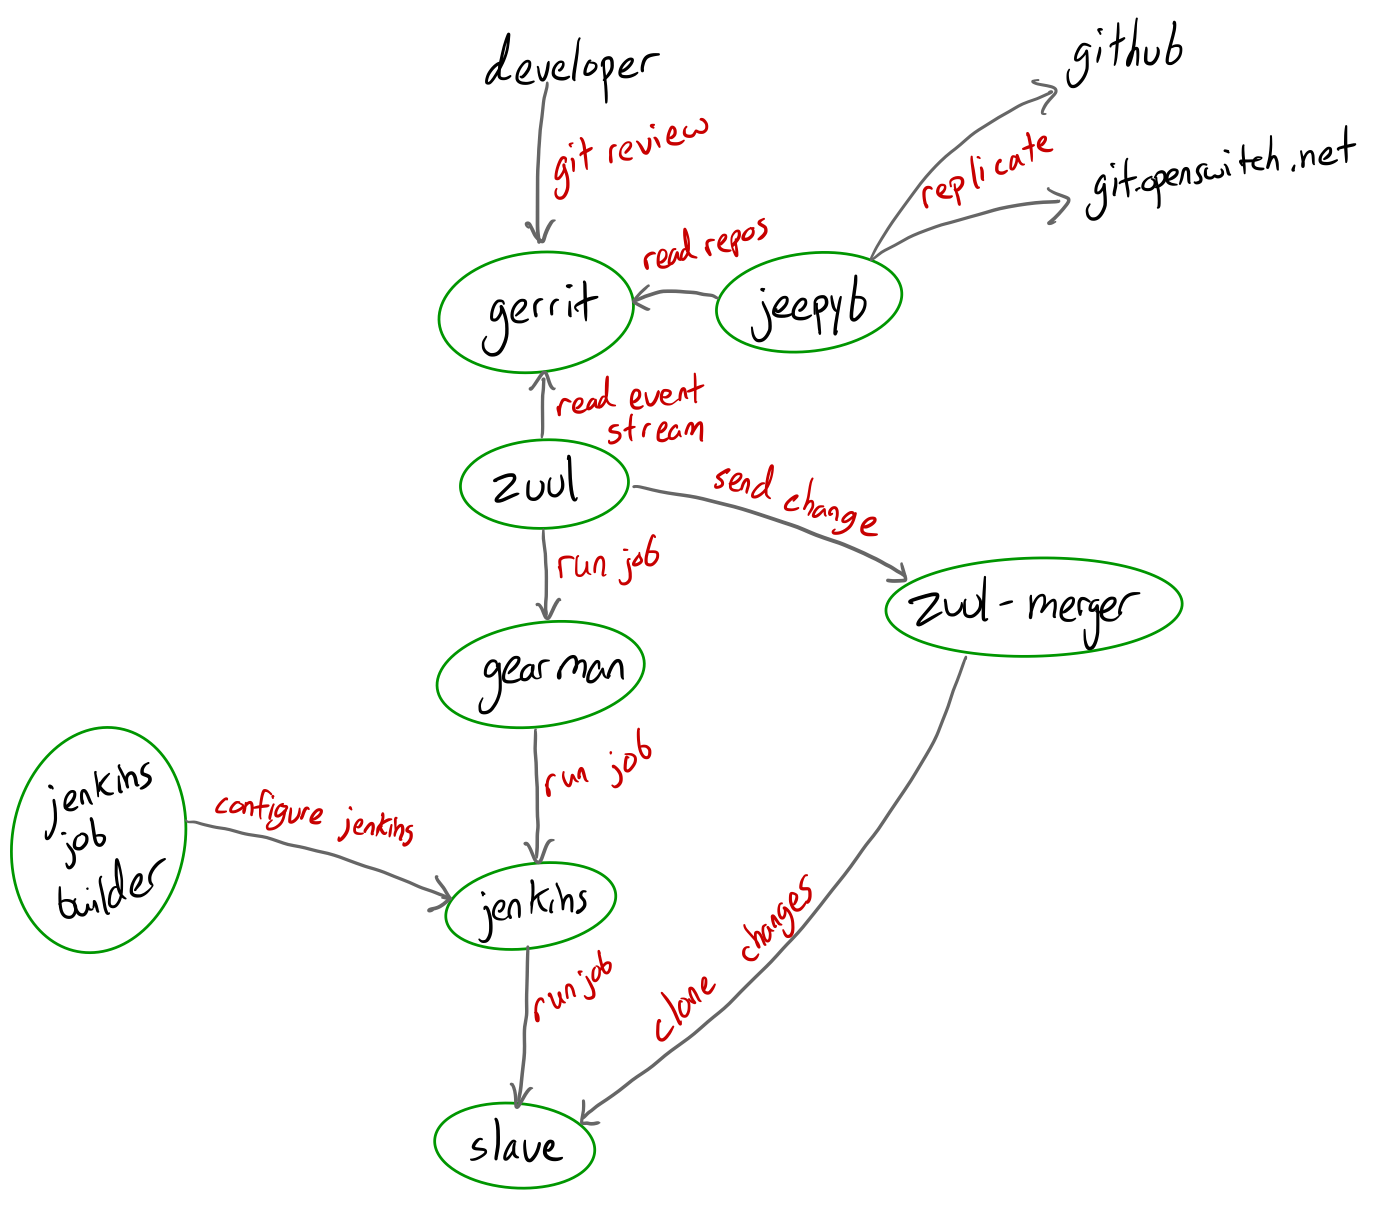 developer
github
git review
replicate
git.openswitch.net
read repos
gerrit
jeepyb
read event
stream
zuul
send change
run job
zuul-merger
gearman
run job
jenkins
job
builder
configure jenkins
jenkins
clone changes
run job
slave